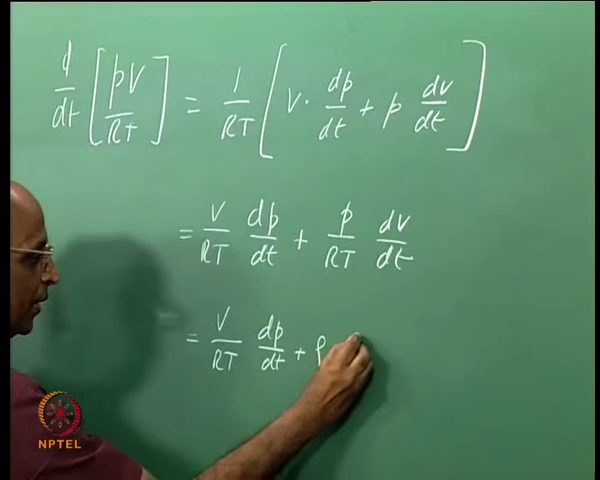 d/dt [pV/Rt] = 1/RT (V · dp/dt + p dv/dt]
= V/RT dp/dt + p/RT dv/dt
= V/RT dp/dt + ρ
NPTEL